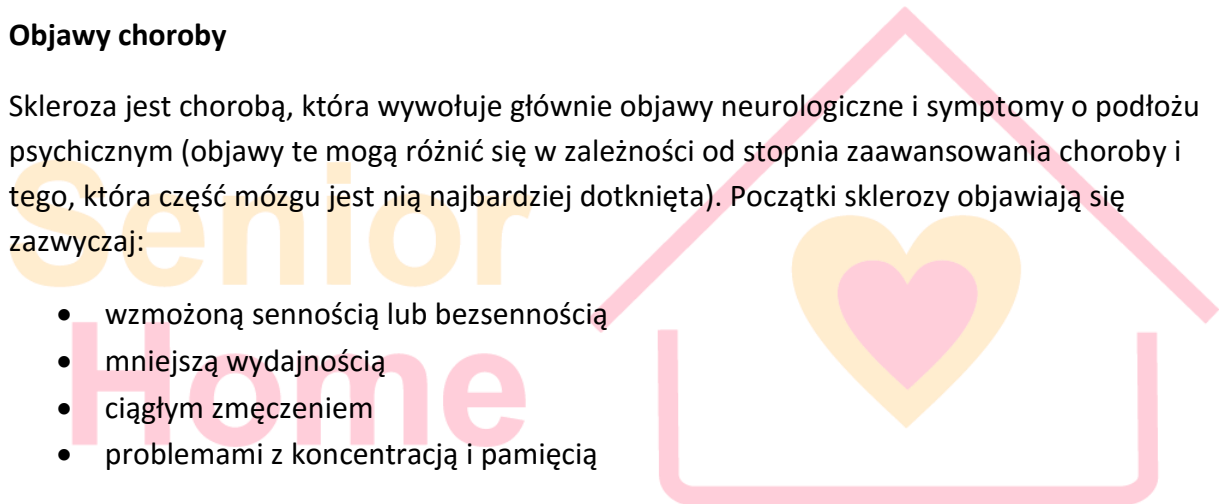 Objawy choroby
Skleroza jest chorobą, która wywołuje głównie objawy neurologiczne i symptomy o podłożu
psychicznym (objawy te mogą różnić się w zależności od stopnia zaawansowania choroby i
tego, która część mózgu jest nią najbardziej dotknięta). Początki sklerozy objawiają się
zazwyczaj:
• wzmożoną sennością lub bezsennością
• mniejszą wydajnością
• ciągłym zmęczeniem
• problemami z koncentracją i pamięcią
Senior
Home